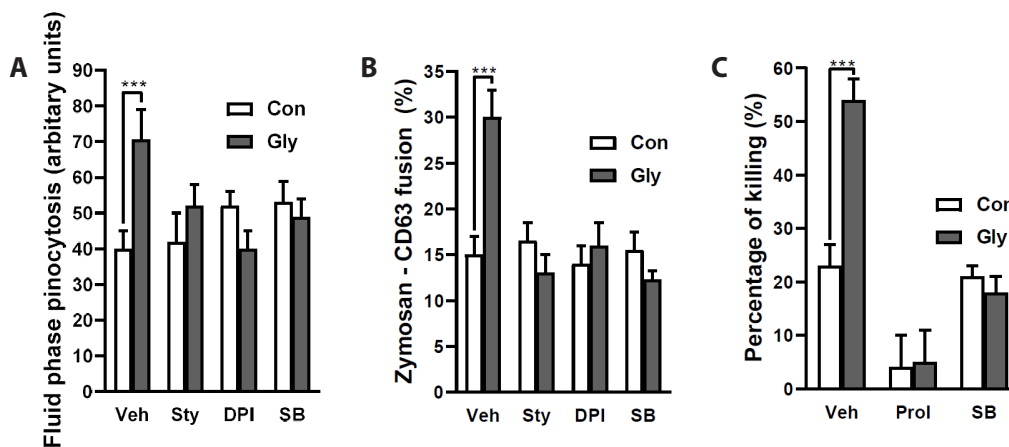 A
Fluid phase pinocytosis (arbitary units)
90
80
70
60
50
40
30
20
10
0
***
Con
Gly
Veh Sty DPI SB
B
Zymosan - CD63 fusion (%)
35
30
25
20
15
10
5
0
***
Con
Gly
Veh Sty DPI SB
C
Percentage of killing (%)
60
50
40
30
20
10
0
***
Con
Gly
Veh Prol SB